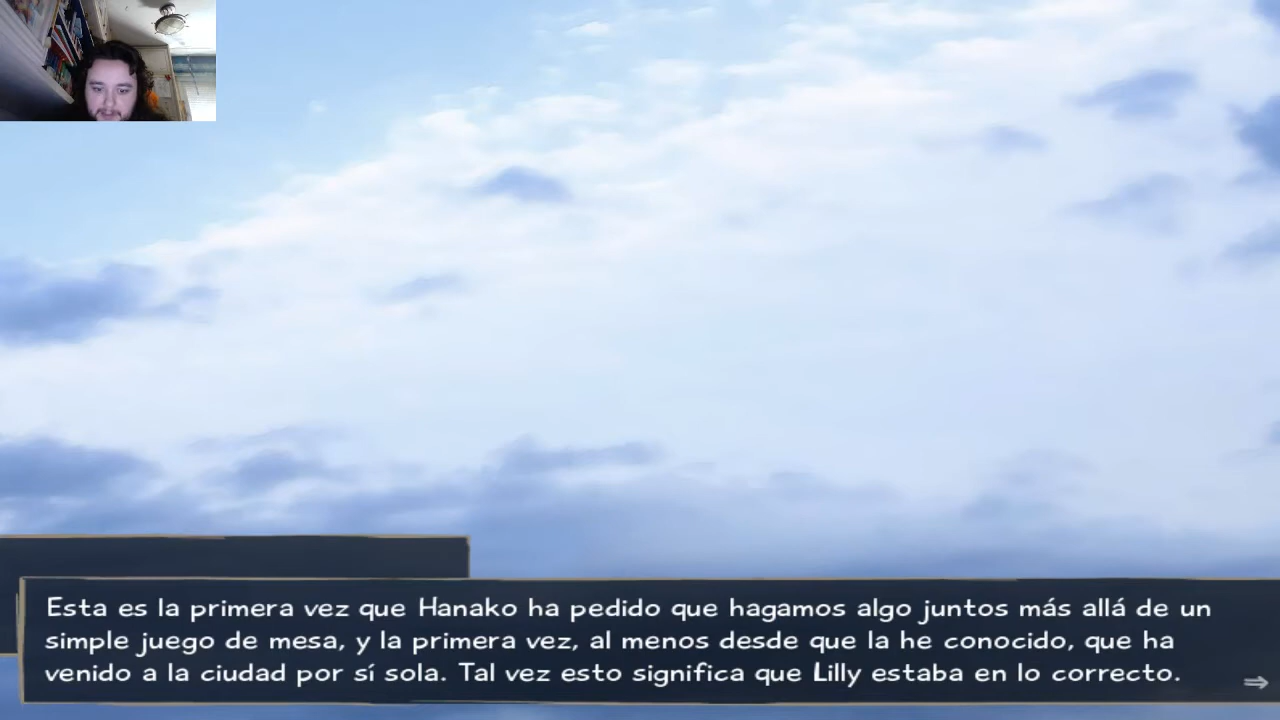 Esta es la primera vez que Hanako ha pedido que hagamos algo juntos más allá de un
simple juego de mesa, y la primera vez, al menos desde que la he conocido, que ha
venido a la ciudad por sí sola. Tal vez esto significa que Lilly estaba en lo correcto.